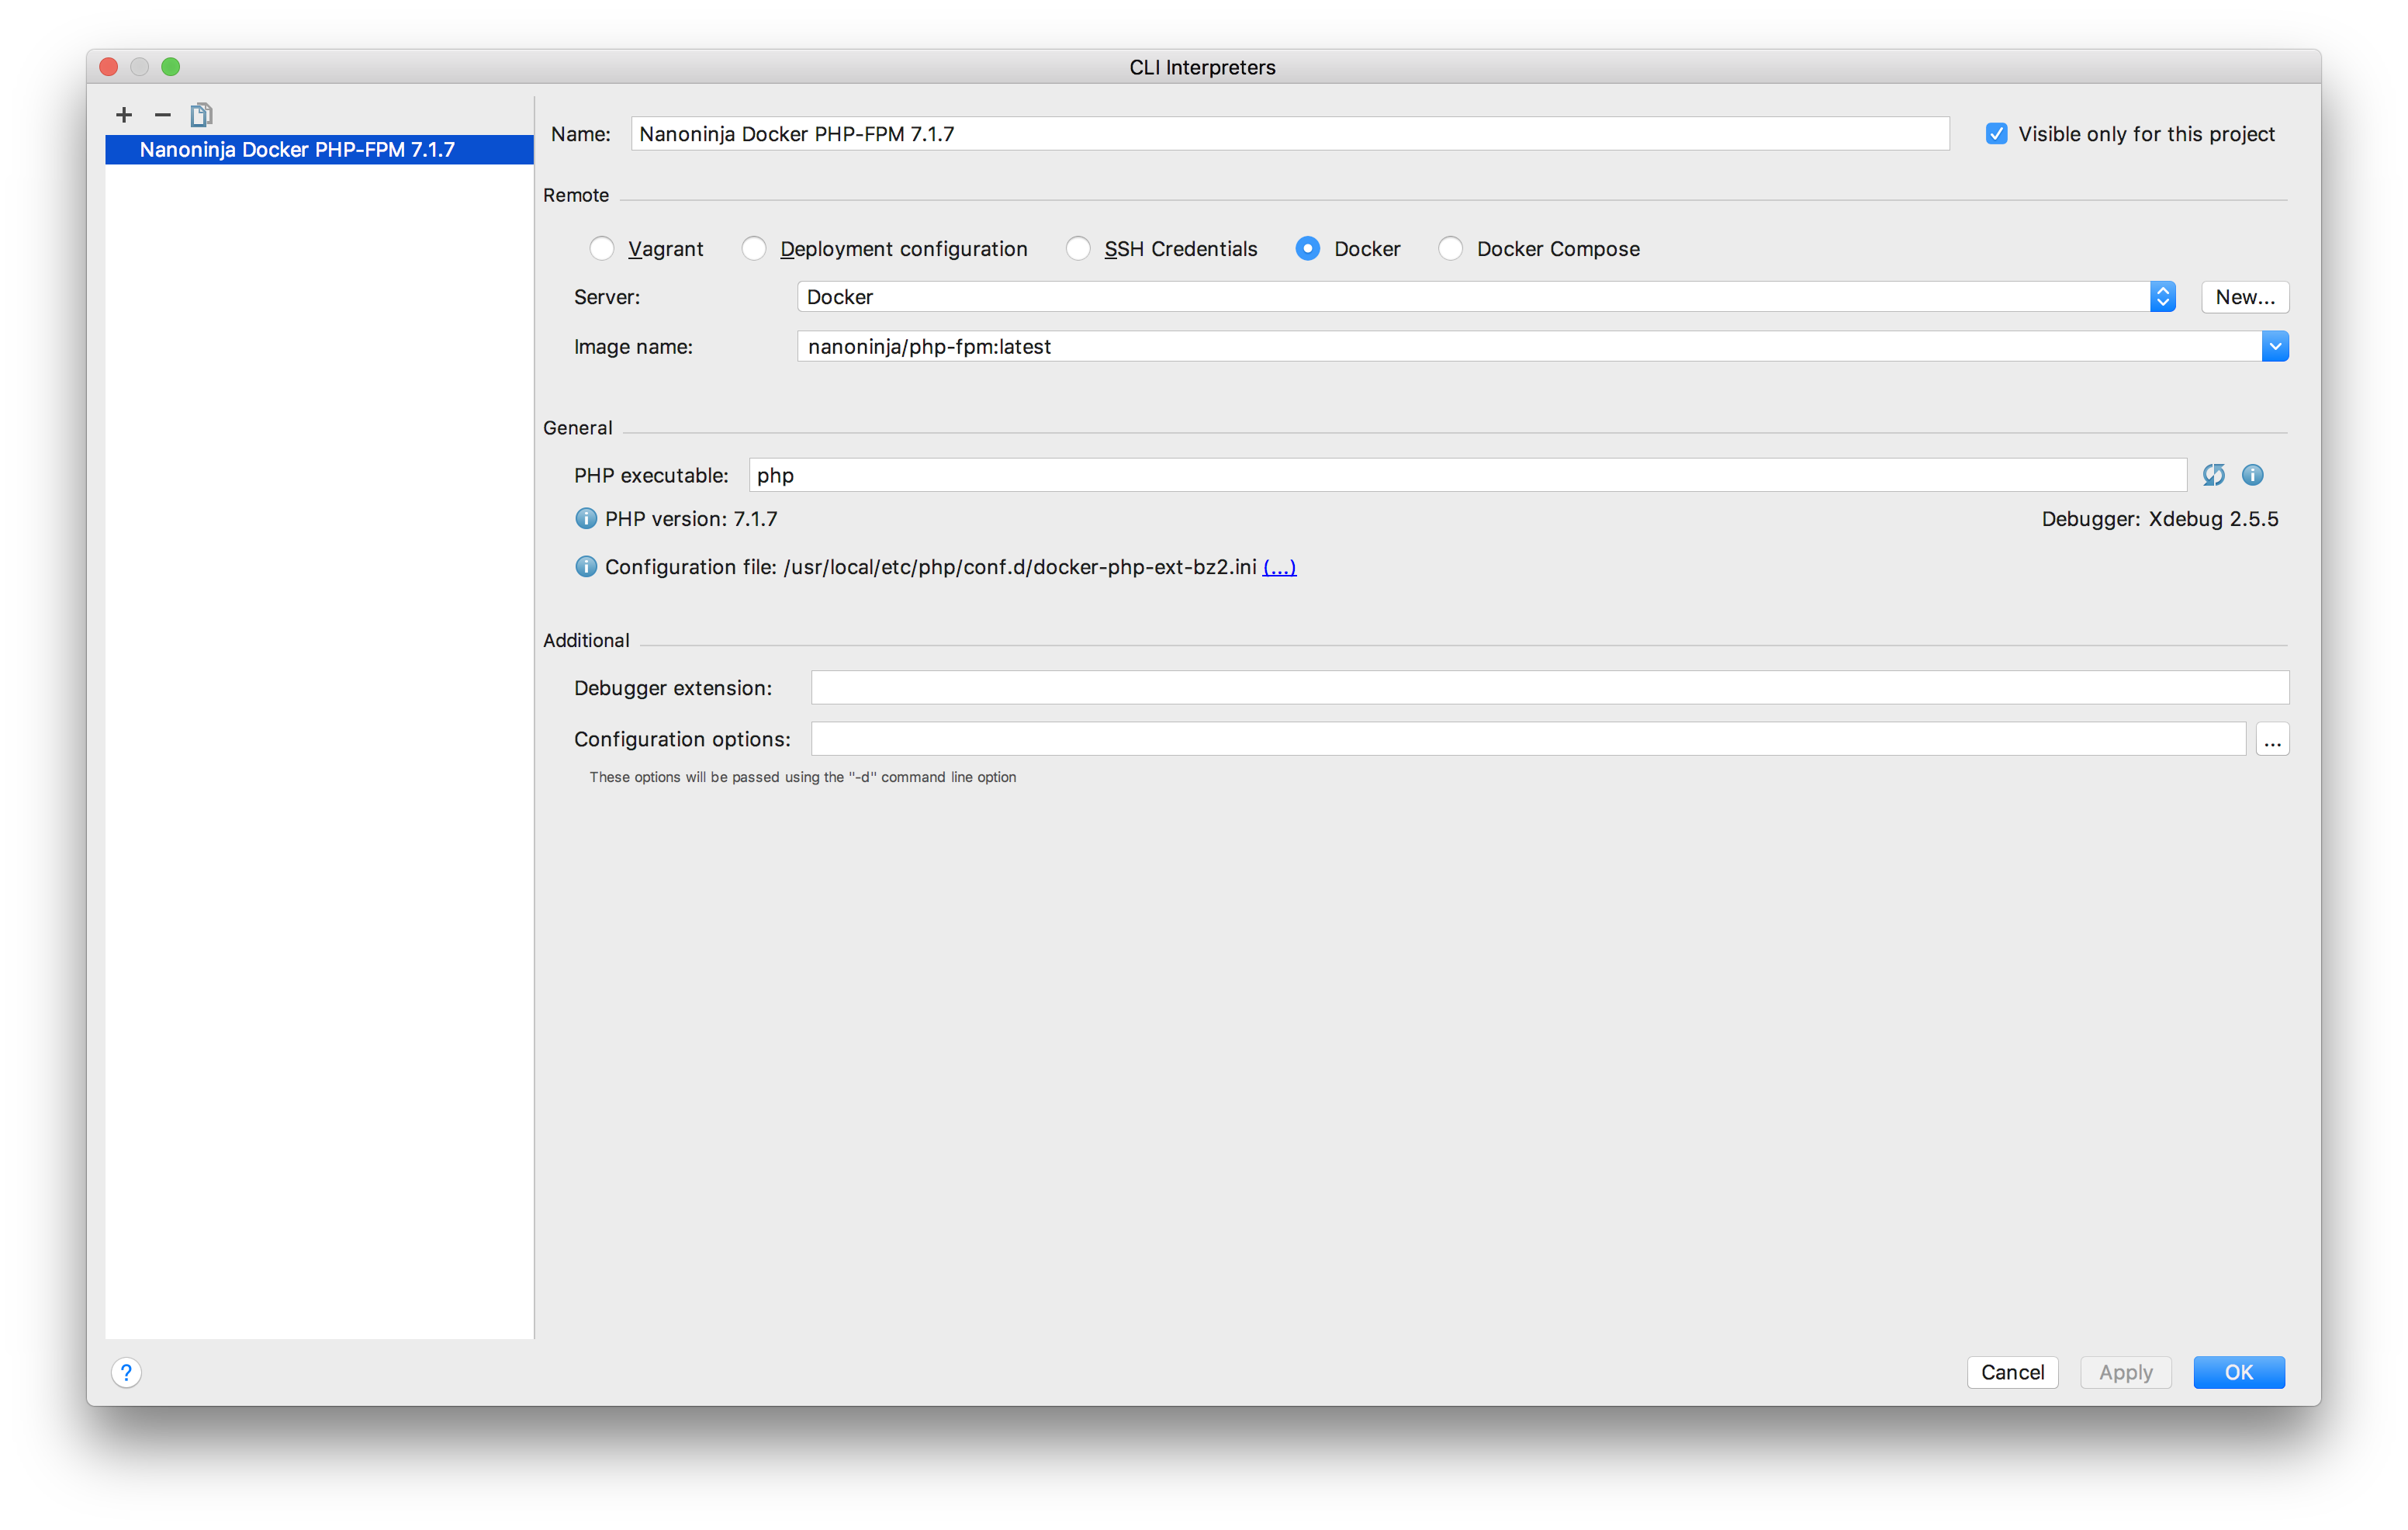 CLI Interpreters
Nanoninja Docker PHP-FPM 7.1.7
Name: Nanoninja Docker PHP-FPM 7.1.7 Visible only for this project
Remote
Vagrant Deployment configuration SSH Credentials Docker Docker Compose
Server: Docker New...
Image name: nanoninja/php-fpm:latest
General
PHP executable: php
PHP version: 7.1.7 Debugger: Xdebug 2.5.5
Configuration file: /usr/local/etc/php/conf.d/docker-php-ext-bz2.ini (...)
Additional
Debugger extension:
Configuration options: ...
These options will be passed using the "-d" command line option
? Cancel Apply OK